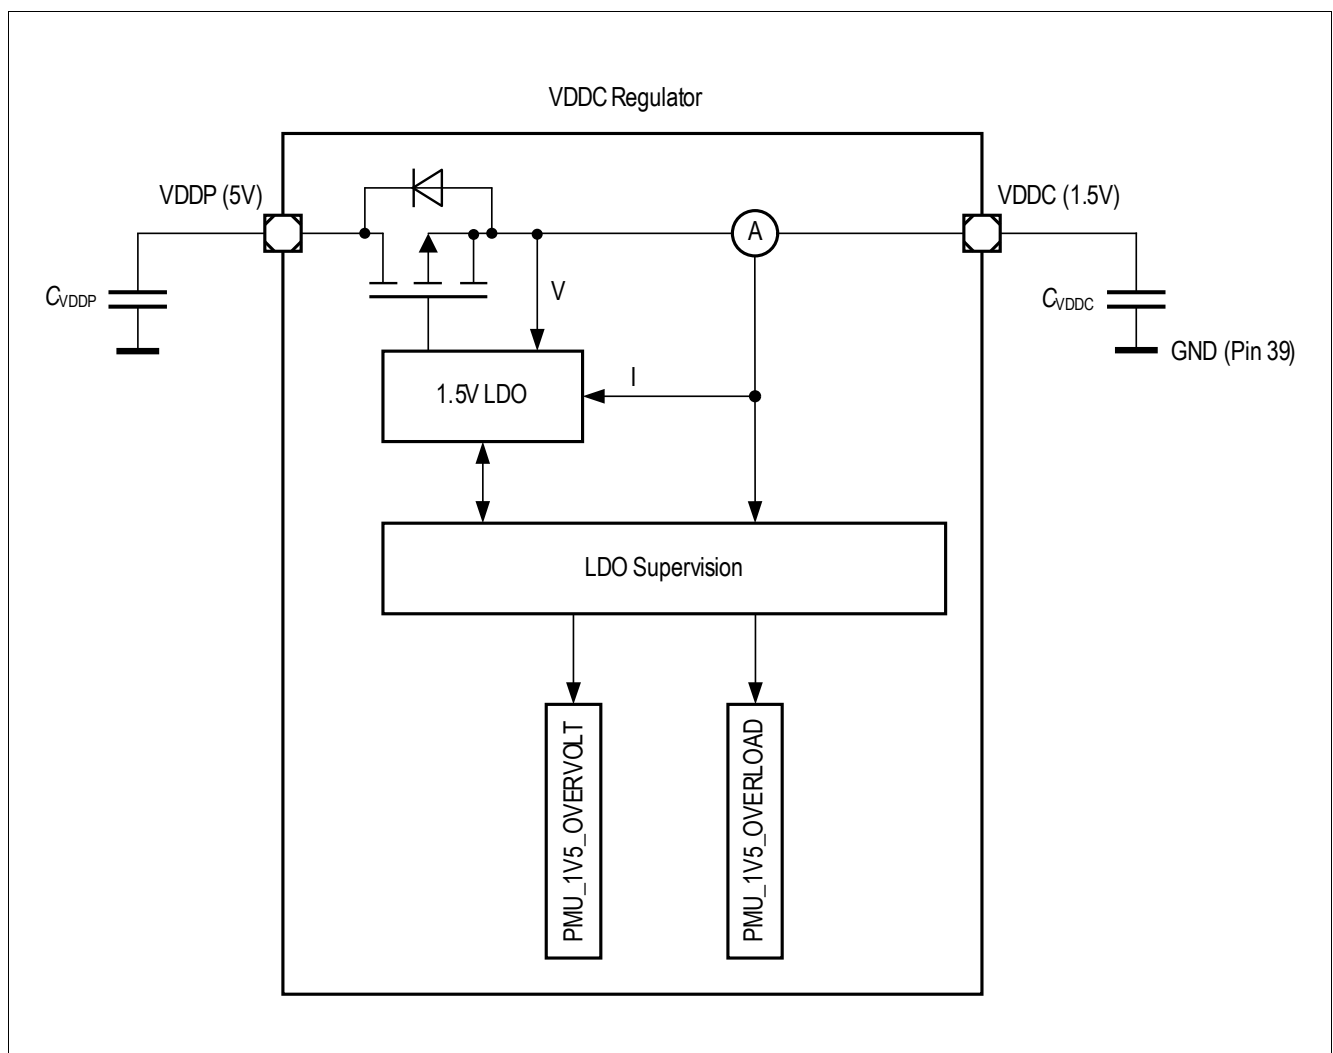 VDDC Regulator
VDDP (5V)
VDDC (1.5V)
A
CVDDP
V
CVDDC
GND (Pin 39)
I
1.5V LDO
LDO Supervision
PMU_1V5_OVERVOLT
PMU_1V5_OVERLOAD